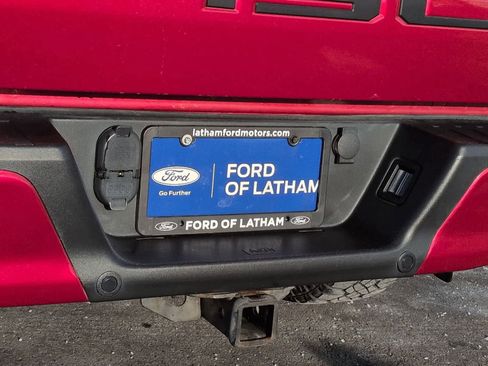 lathamfordmotors.com
Ford
Go Further
FORD
OF LATHAM
Ford FORD OF LATHAM Ford